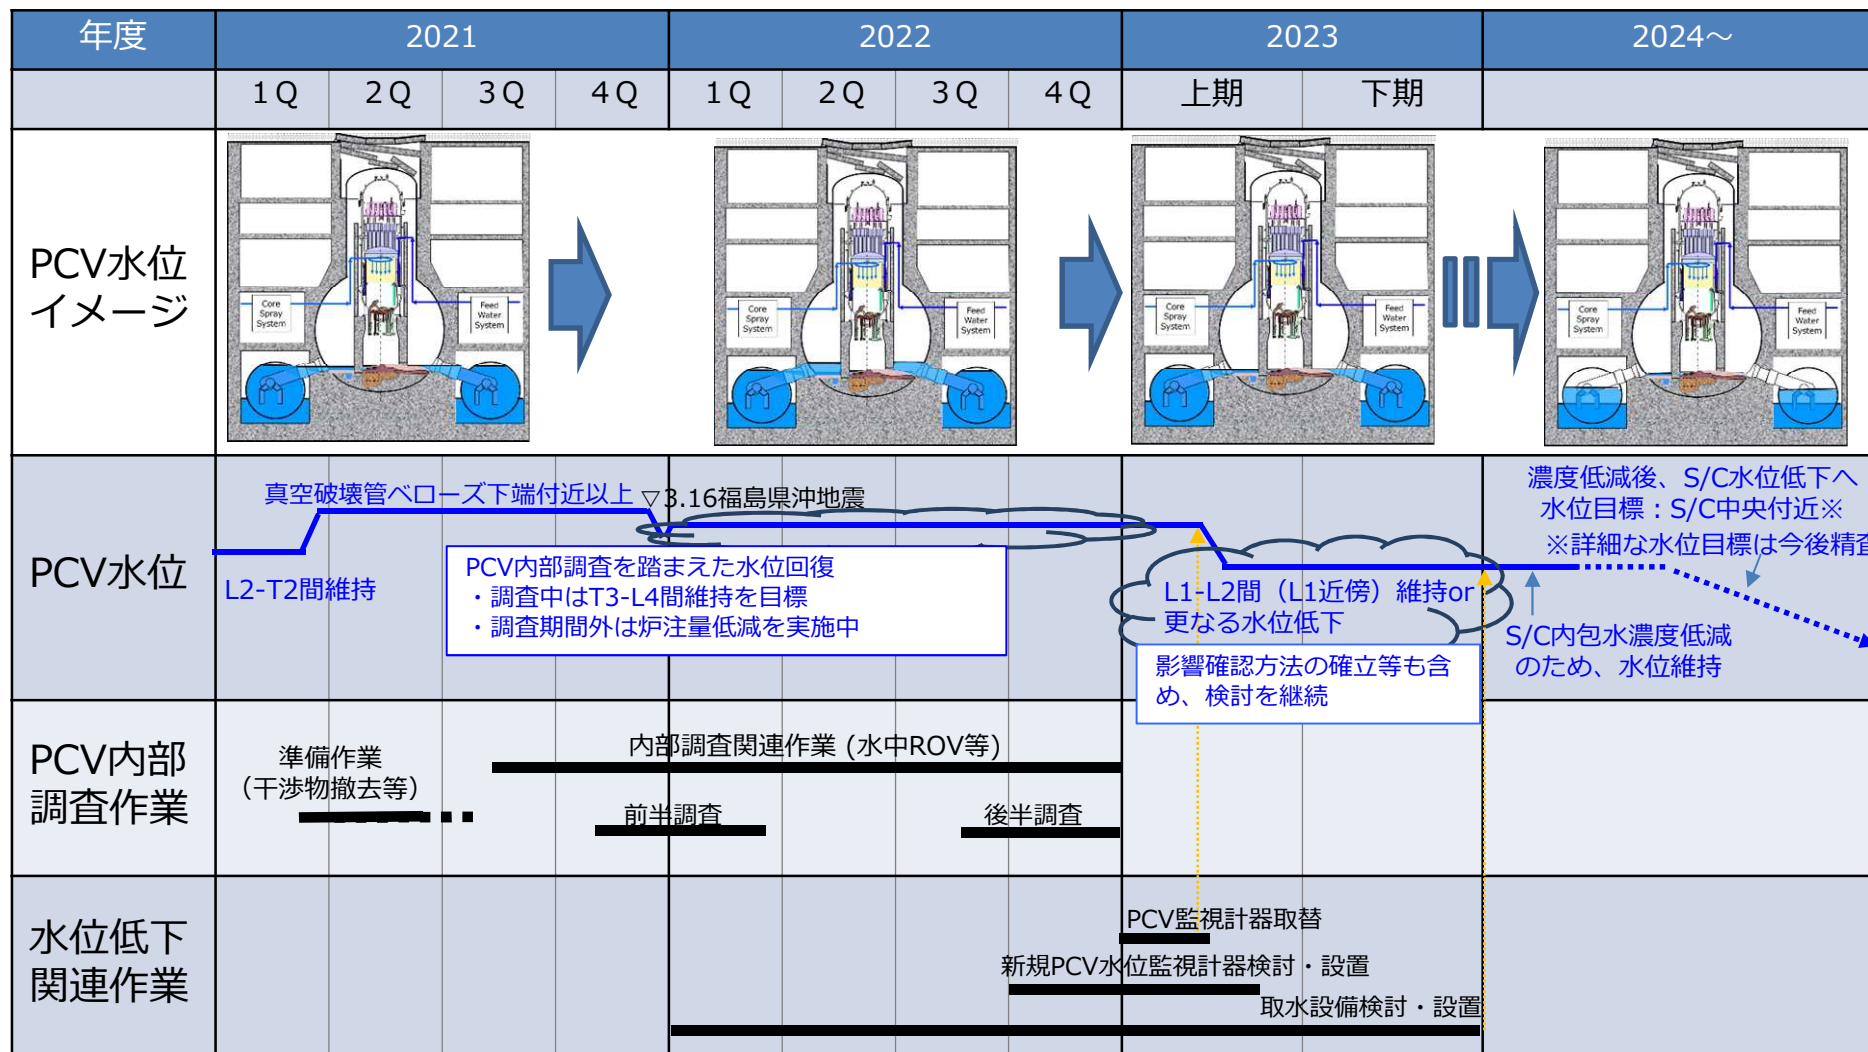 年度
2021
2022
2023
2024～
1Q
2Q
3Q
4Q
1Q
2Q
3Q
4Q
上期
下期
PCV水位
イメージ
Core
Spray
System
Feed
Water
System
Core
Spray
System
Feed
Water
System
Core
Spray
System
Feed
Water
System
Core
Spray
System
Feed
Water
System
PCV水位
真空破壊管ベローズ下端付近以上
▽3.16福島県沖地震
L2-T2間維持
PCV内部調査を踏まえた水位回復
・調査中はT3-L4間維持を目標
・調査期間外は炉注量低減を実施中
L1-L2間（L1近傍）維持or
更なる水位低下
影響確認方法の確立等も含
め、検討を継続
濃度低減後、S/C水位低下へ
水位目標：S/C中央付近※
※詳細な水位目標は今後精査
S/C内包水濃度低減
のため、水位維持
PCV内部
調査作業
準備作業
（干渉物撤去等）
内部調査関連作業 (水中ROV等)
前半調査
後半調査
水位低下
関連作業
PCV監視計器取替
新規PCV水位監視計器検討・設置
取水設備検討・設置